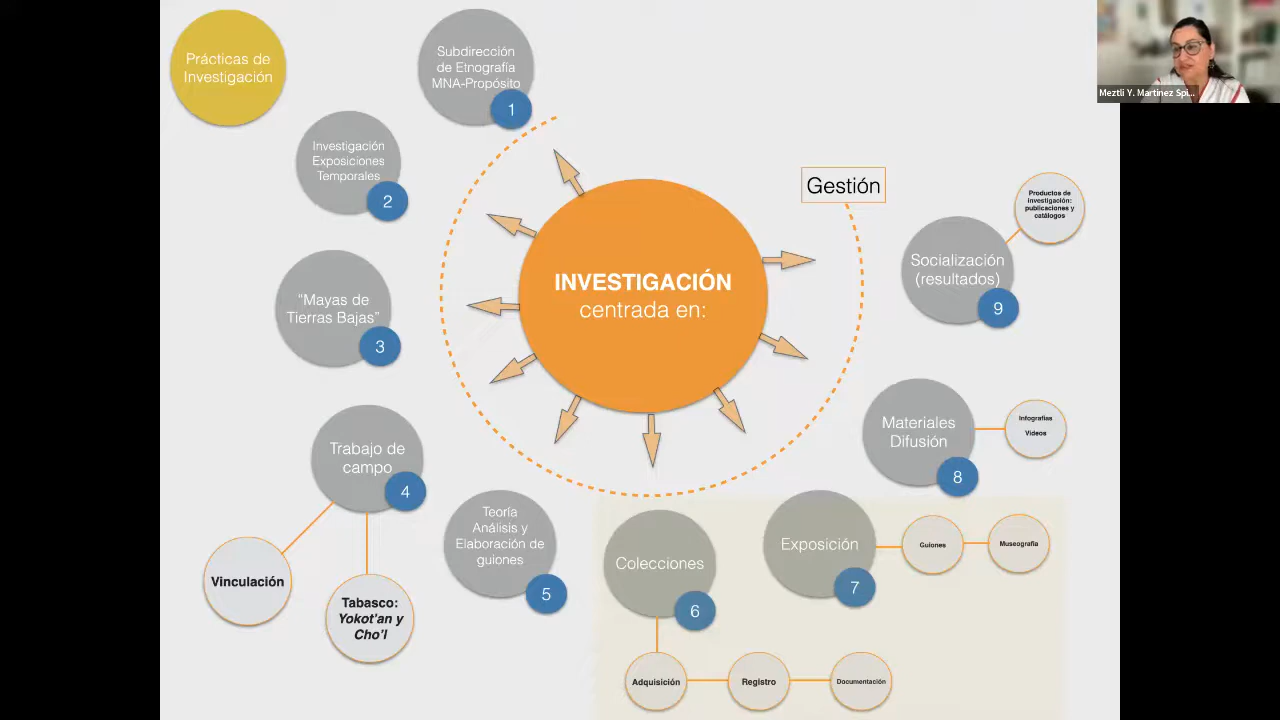 Prácticas de
Investigación
Subdirección
de Etnografía
MNA-Propósito
1
Investigación
Exposiciones
Temporales
2
"Mayas de
Tierras Bajas"
3
Trabajo de
campo
4
Vinculación
Tabasco:
Yokot'an y
Cho'l
Teoría
Análisis y
Elaboración de
guiones
5
INVESTIGACIÓN
centrada en:
Gestión
Colecciones
6
Adquisición
Registro
Documentación
Exposición
7
Guiones
Museografía
Materiales
Difusión
8
Infografías
Videos
Socialización
(resultados)
9
Productos de
investigación:
publicaciones y
catálogos
Meztli Y. Martínez Spi...